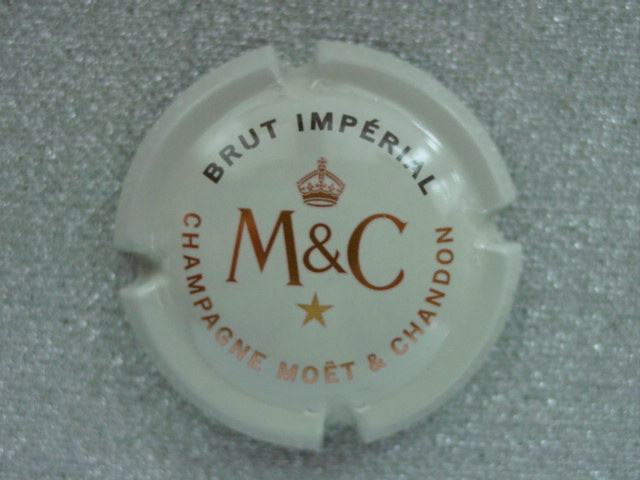 BRUT IMPÉRIAL
M&C
CHAMPAGNE MOËT & CHANDON